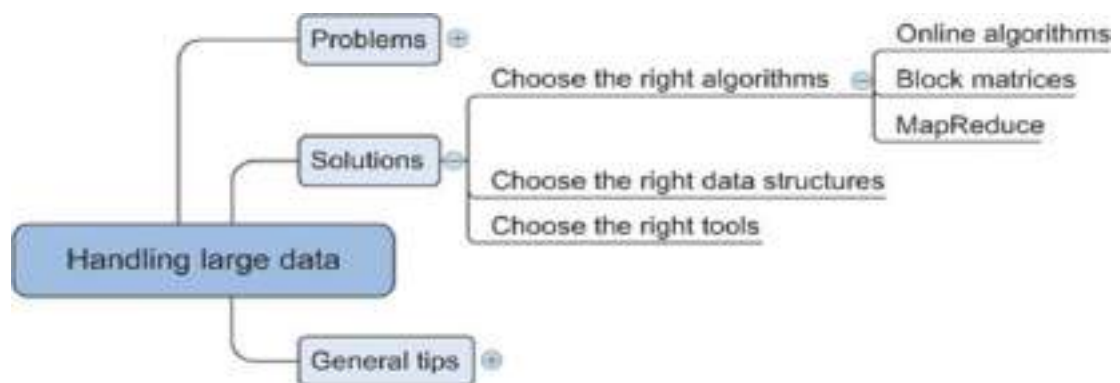 Problems
Online algorithms
Choose the right algorithms
Block matrices
MapReduce
Solutions
Choose the right data structures
Choose the right tools
Handling large data
General tips